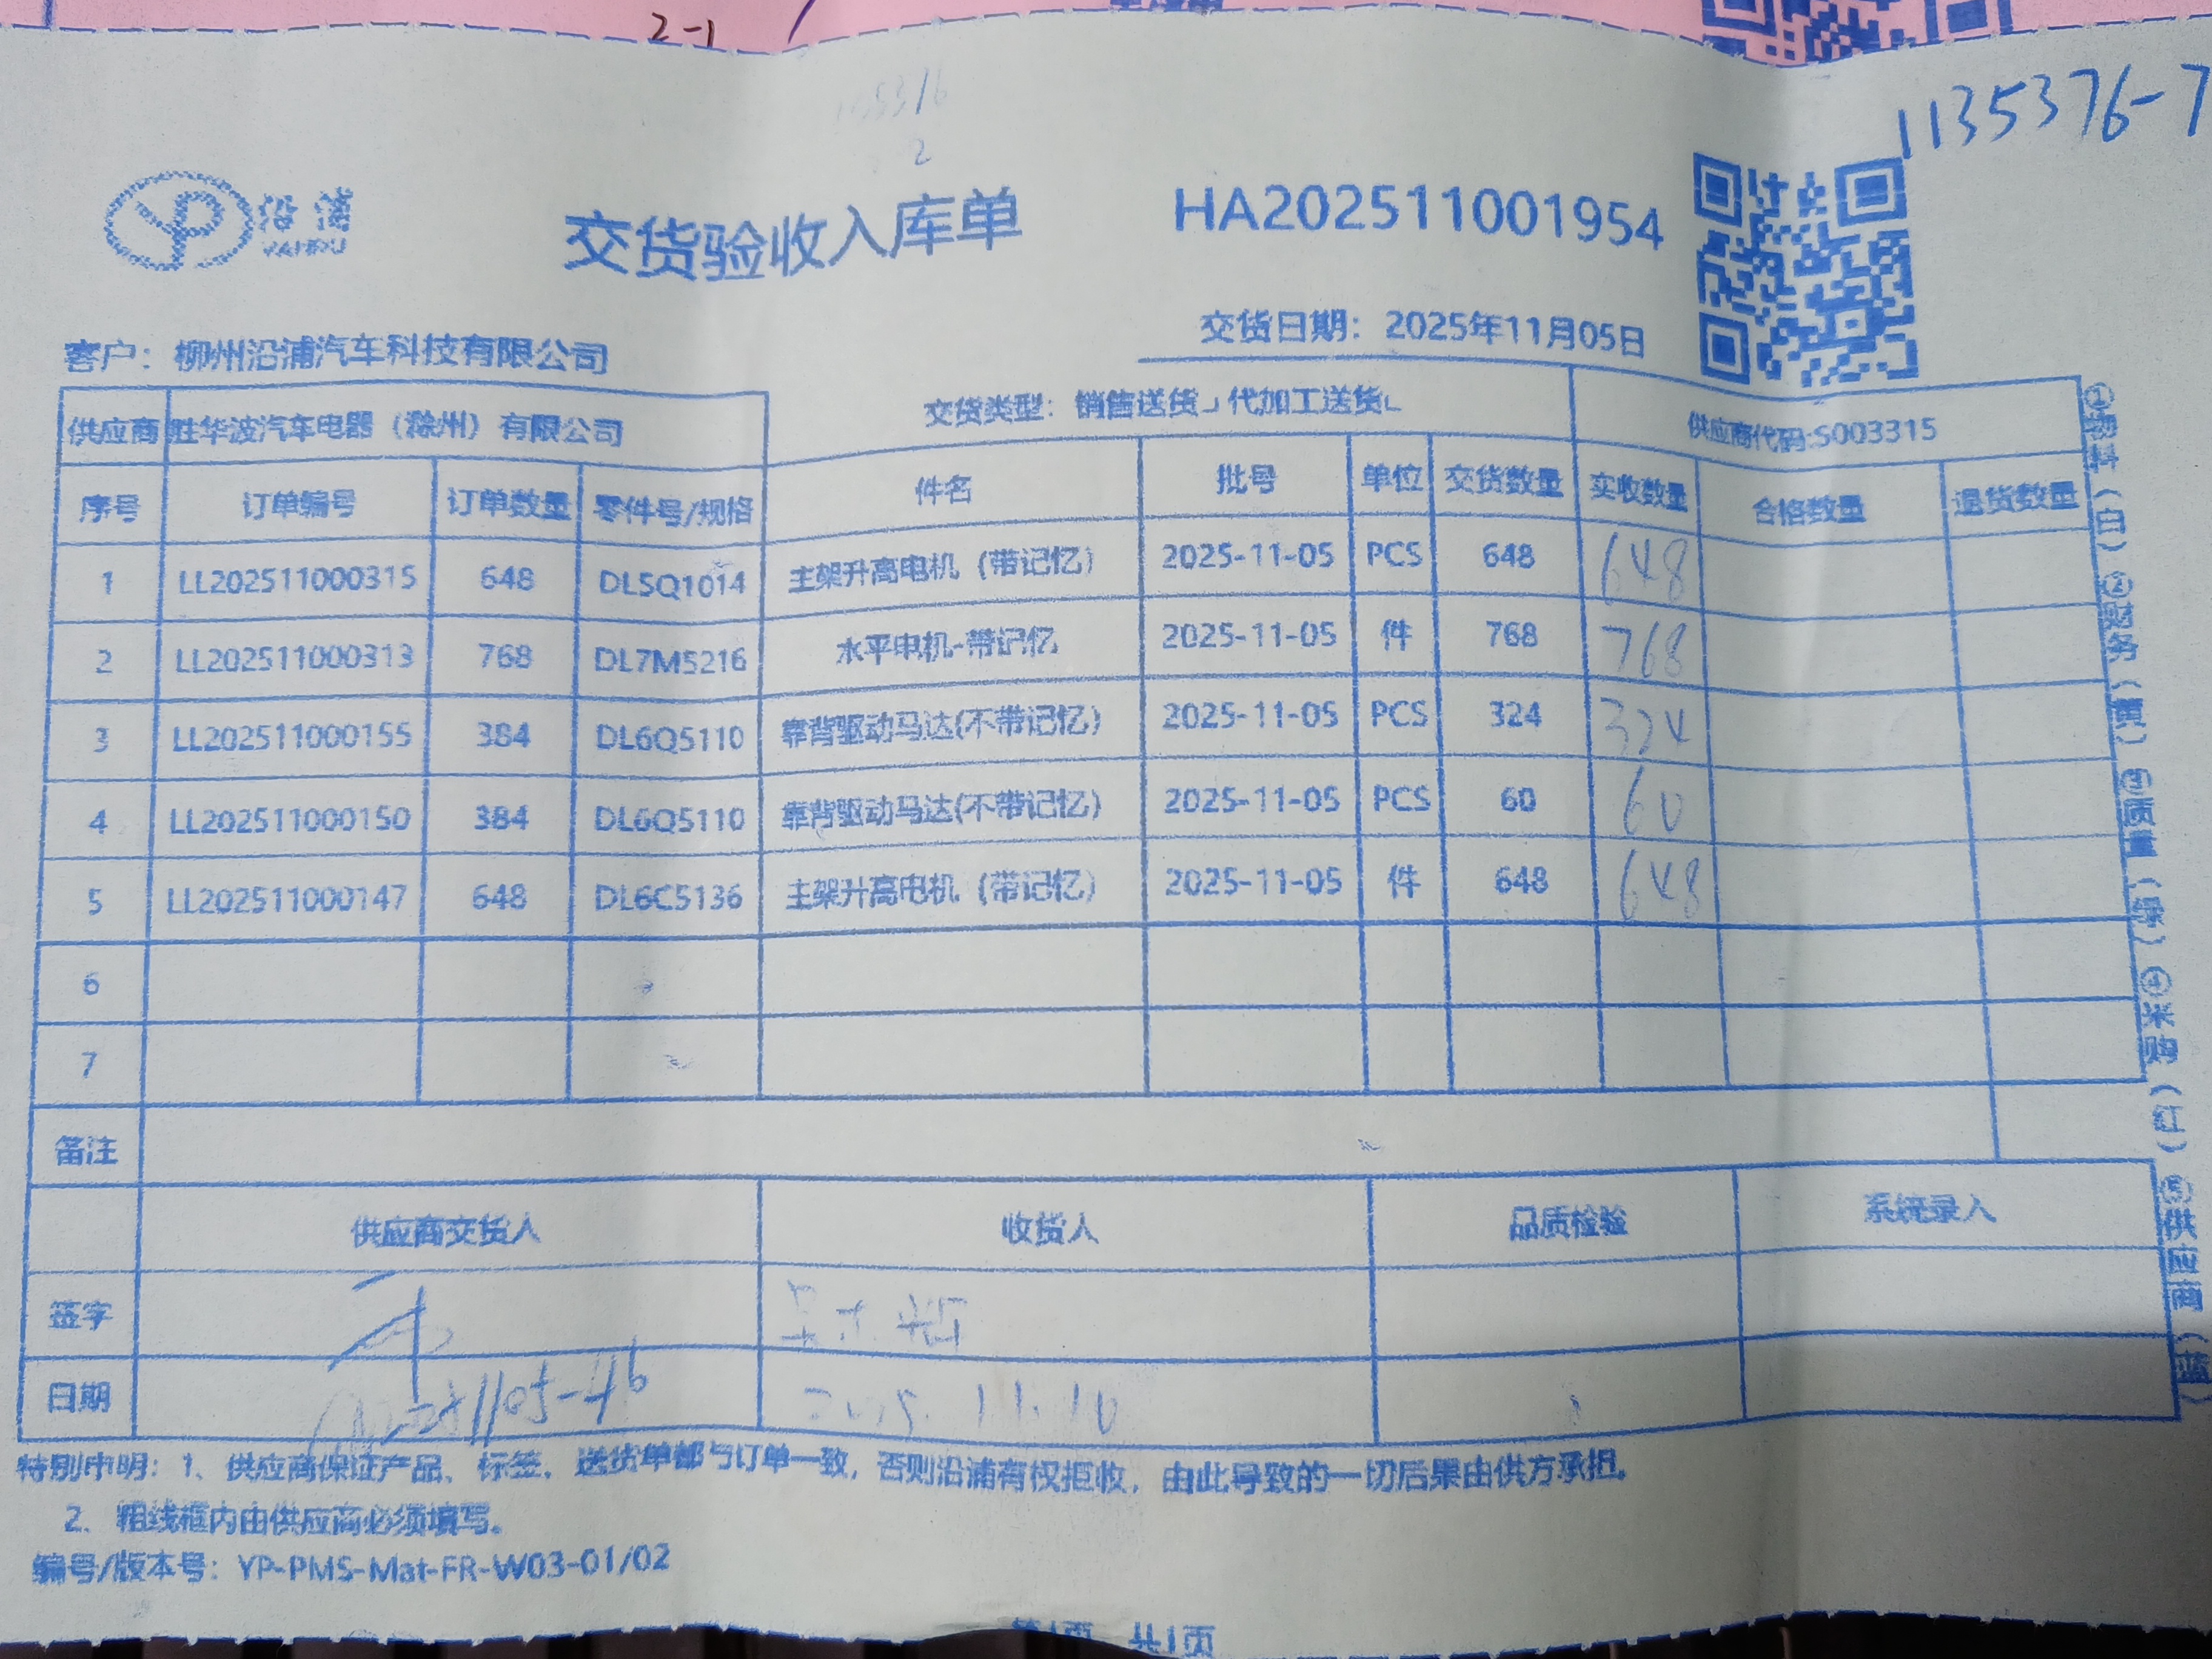 2-1
1135376-7
沿浦
YANPU
交货验收入库单
HA202511001954
交货日期：2025年11月05日
客户：柳州沿浦汽车科技有限公司
供应商 胜华波汽车电器（滁州）有限公司 交货类型：销售送货 代加工送货 供应商代码:S003315
序号 订单编号 订单数量 零件号/规格 件名 批号 单位 交货数量 实收数量 合格数量 退货数量
1 LL202511000315 648 DL5Q1014 主架升高电机（带记忆） 2025-11-05 PCS 648 648
2 LL202511000313 768 DL7M5216 水平电机-带记忆 2025-11-05 件 768 768
3 LL202511000155 384 DL6Q5110 靠背驱动马达(不带记忆) 2025-11-05 PCS 324 324
4 LL202511000150 384 DL6Q5110 靠背驱动马达(不带记忆) 2025-11-05 PCS 60 60
5 LL202511000147 648 DL6C5136 主架升高电机（带记忆） 2025-11-05 件 648 648
6
7
备注
供应商交货人 收货人 品质检验 系统录入
签字
日期 2025.11.10
特别申明：1、供应商保证产品、标签、送货单都与订单一致，否则沿浦有权拒收，由此导致的一切后果由供方承担。
2、粗线框内由供应商必须填写。
编号/版本号：YP-PMS-Mat-FR-W03-01/02
第1页 共1页
①物料（白）②财务（黄）③质量（绿）④采购（红）⑤供应商（蓝）